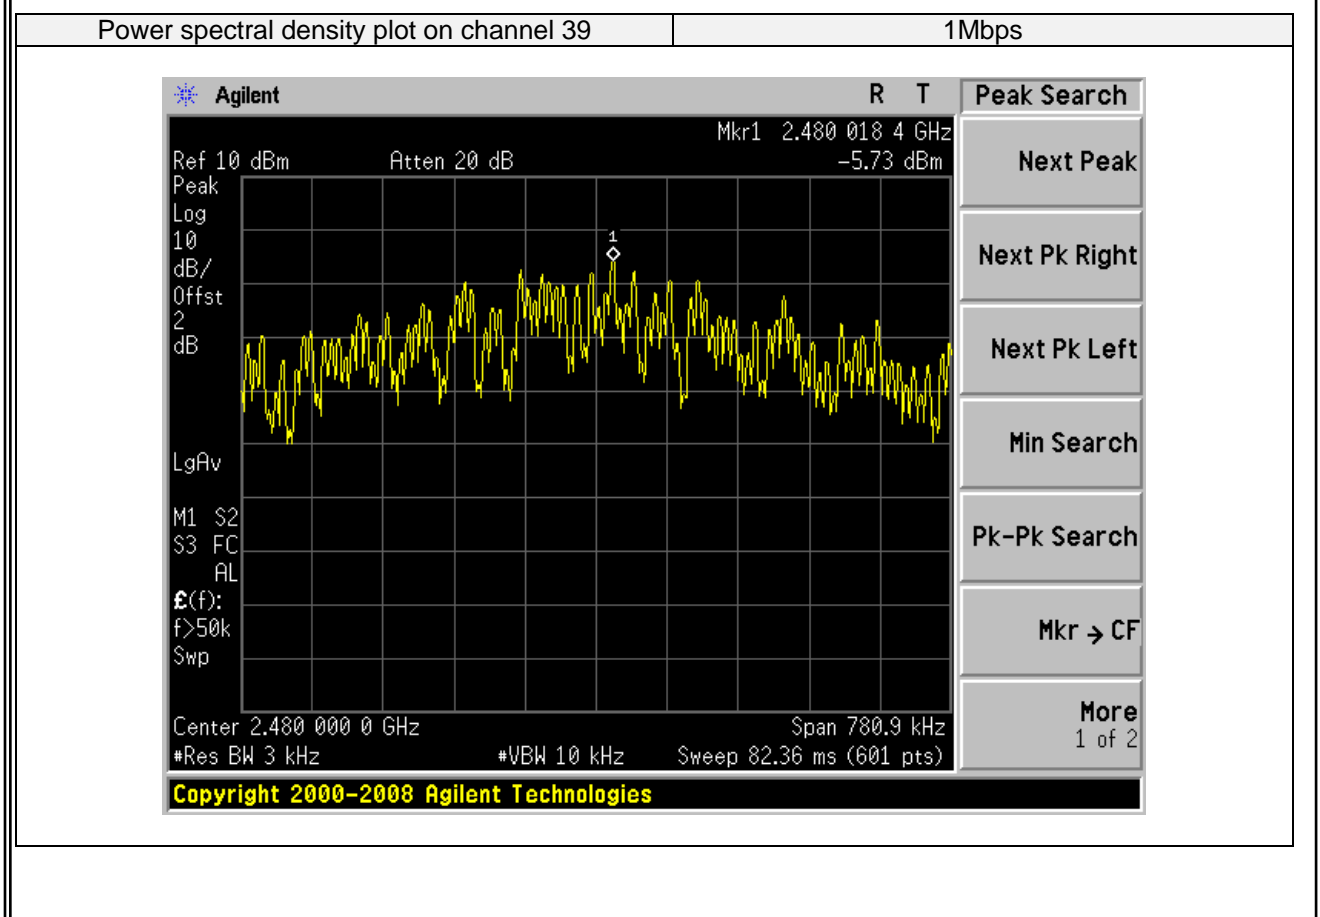 Power spectral density plot on channel 39 1Mbps
Agilent R T Peak Search
Mkr1 2.480 018 4 GHz
Ref 10 dBm Atten 20 dB -5.73 dBm
Peak
Log
10
dB/
Offst
2
dB
LgAv
M1 S2
S3 FC
AL
£(f):
f>50k
Swp
1
Center 2.480 000 0 GHz Span 780.9 kHz
#Res BW 3 kHz #VBW 10 kHz Sweep 82.36 ms (601 pts)
Copyright 2000-2008 Agilent Technologies
Next Peak
Next Pk Right
Next Pk Left
Min Search
Pk-Pk Search
Mkr → CF
More
1 of 2